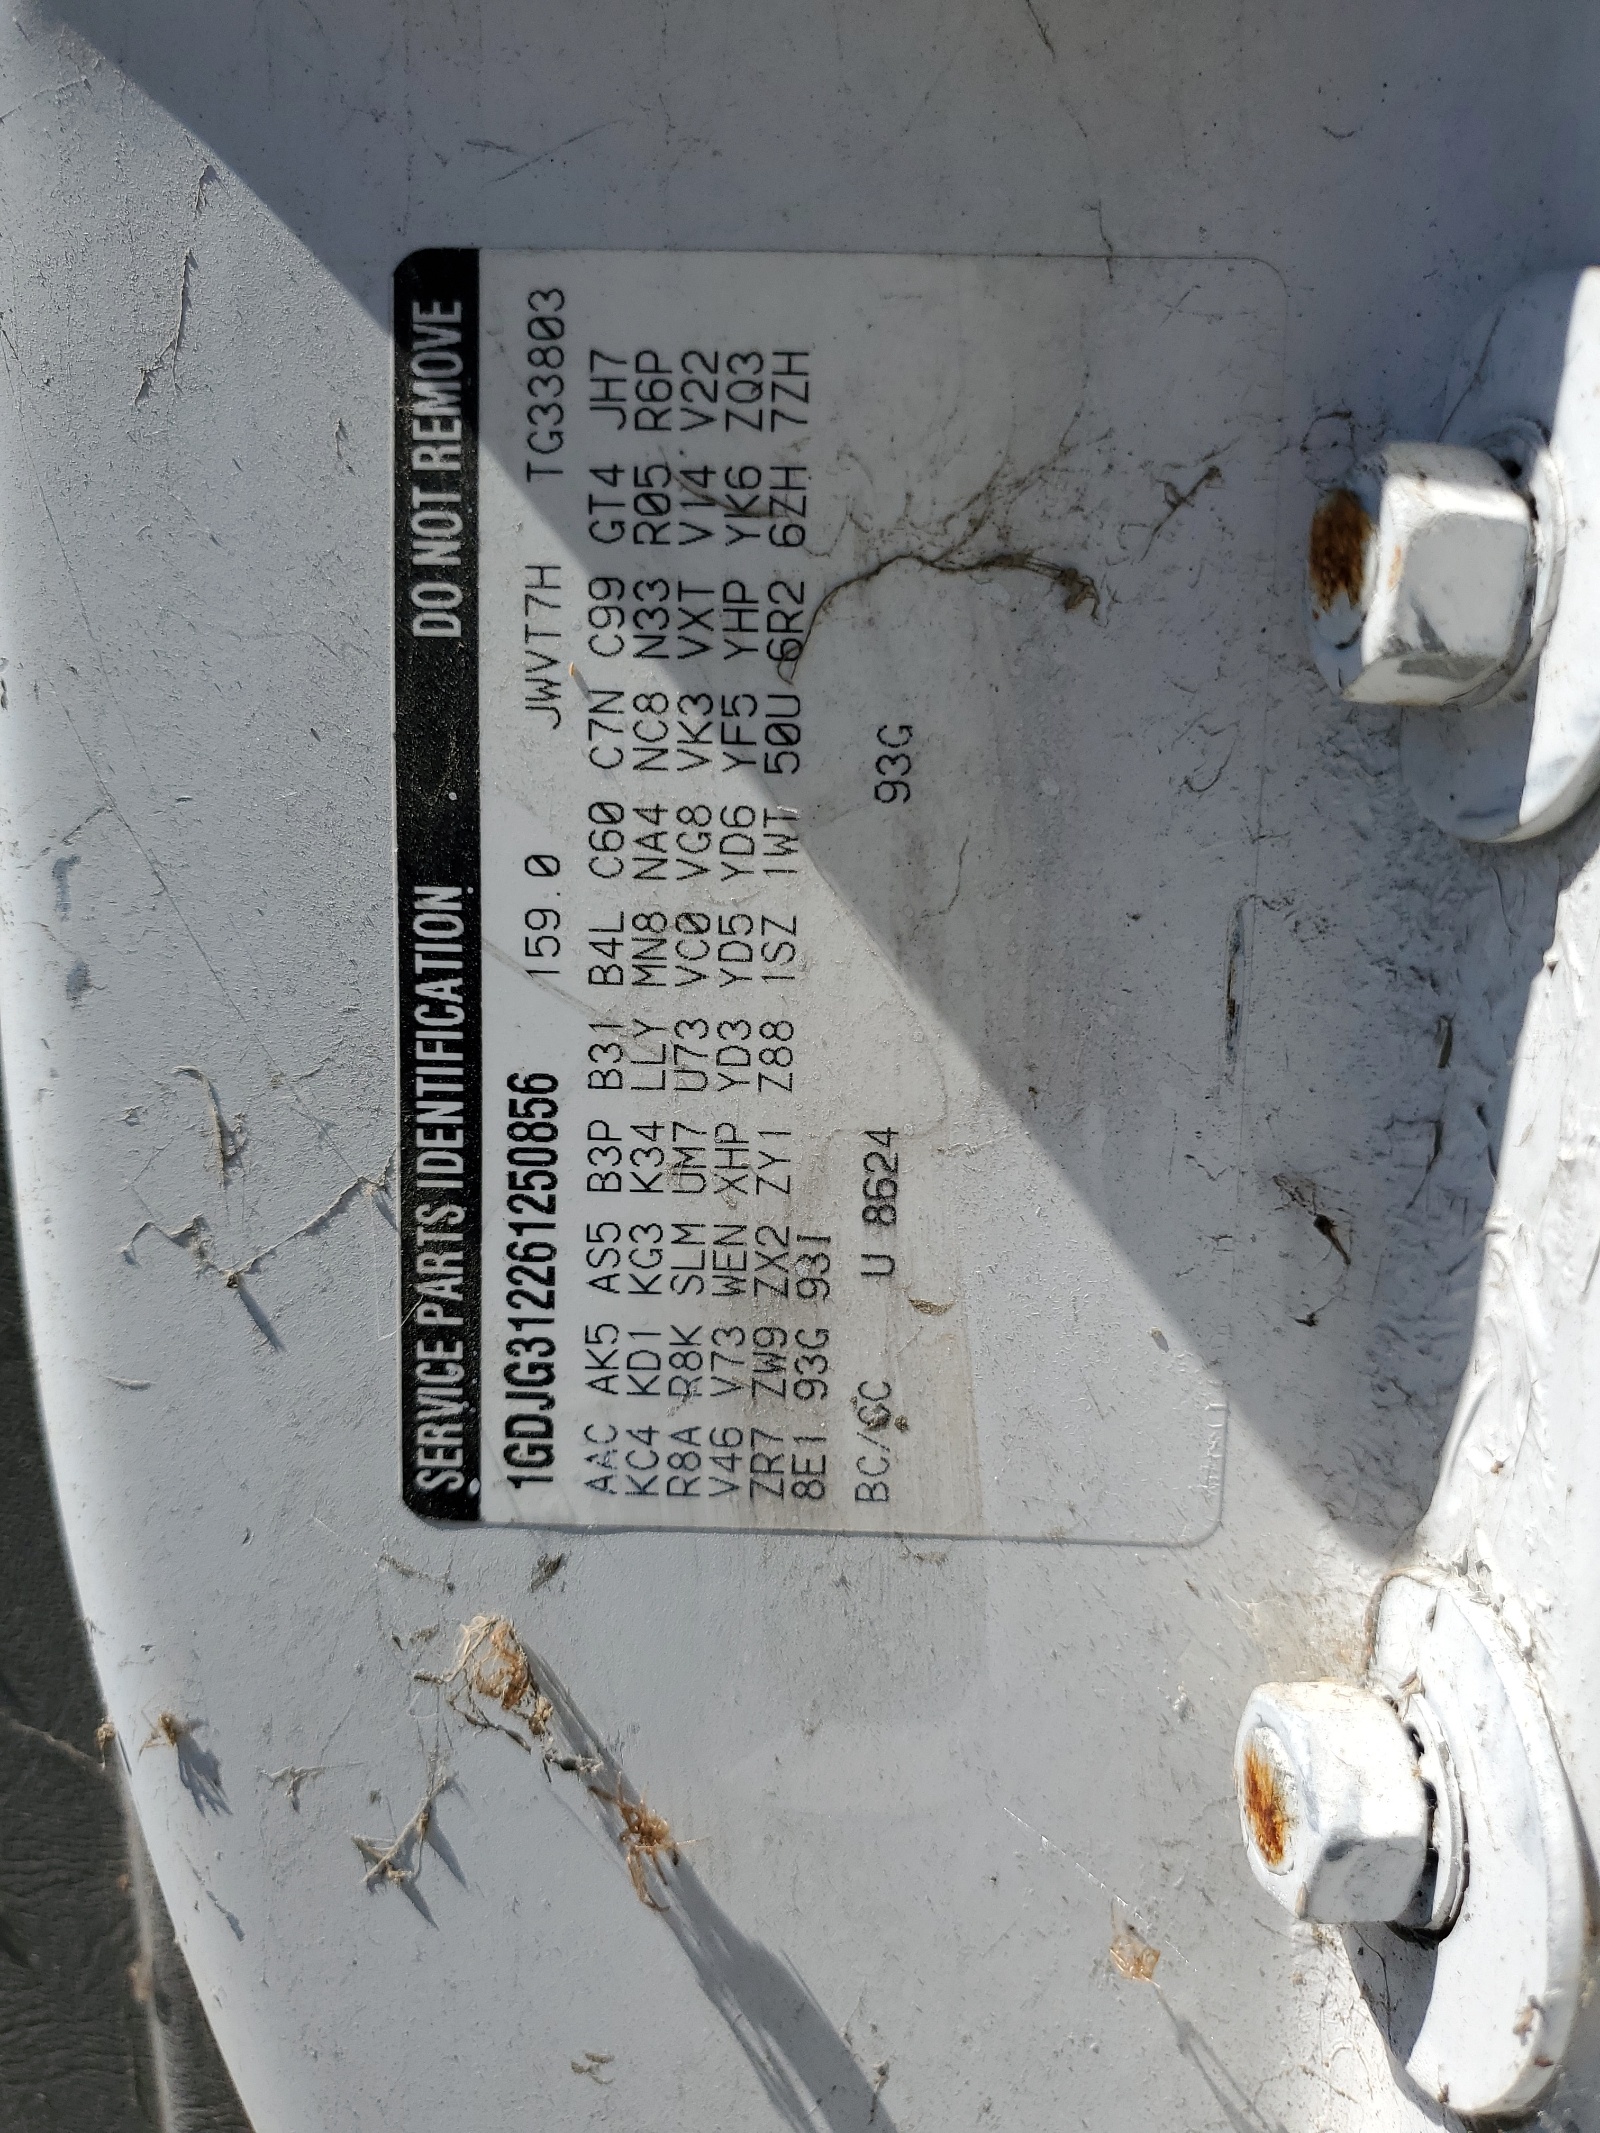 SERVICE PARTS IDENTIFICATION DO NOT REMOVE
1GDJG312261250856 159.0 JWVT7H TG33803
AAC AK5 AS5 B3P B31 B4L C60 C7N C99 GT4 JH7
KC4 KD1 KG3 K34 LLY MN8 NA4 NC8 N33 R05 R6P
R8A R8K SLM UM7 U73 VC0 VG8 VK3 VXT V14 V22
V46 V73 WEN XHP YD3 YD5 YD6 YF5 YHP YK6 ZQ3
ZR7 ZW9 ZX2 ZY1 Z88 1SZ 1WT 50U 6R2 6ZH 7ZH
8E1 93G 93I
BC/CC U 8624 93G